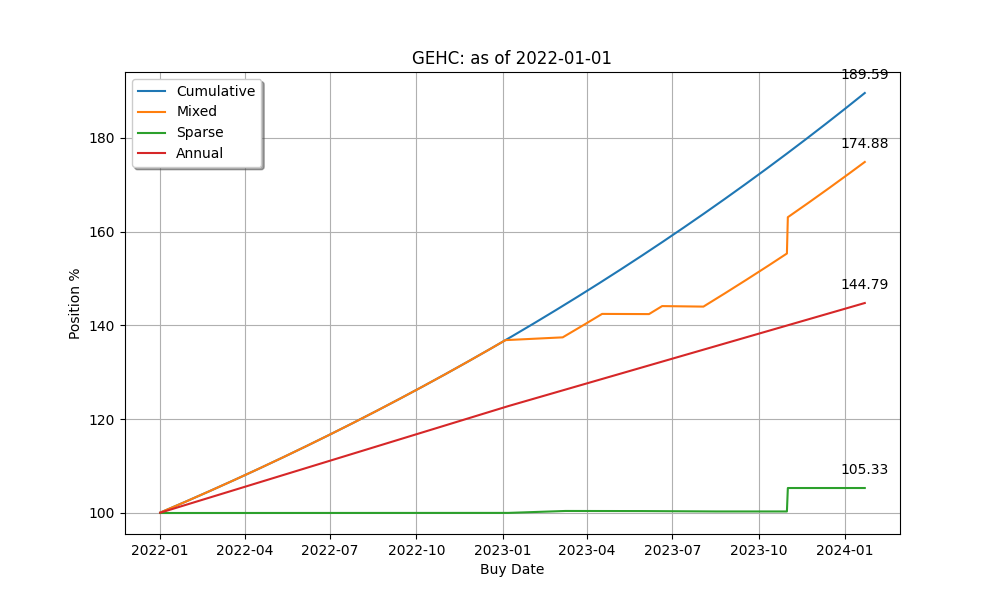 GEHC: as of 2022-01-01
Cumulative
Mixed
Sparse
Annual
189.59
174.88
144.79
105.33
180
160
140
120
100
Position %
2022-01 2022-04 2022-07 2022-10 2023-01 2023-04 2023-07 2023-10 2024-01
Buy Date